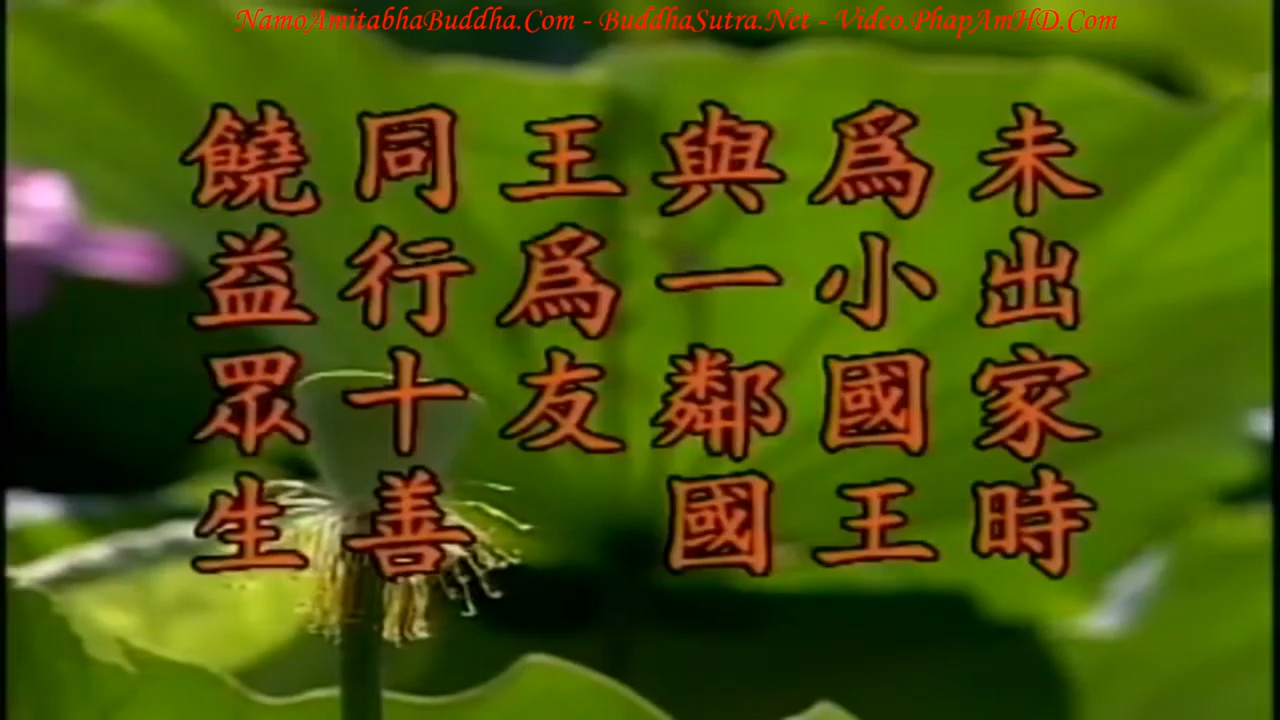 NamoAmitabhaBuddha.Com - BuddhaSutra.Net - Video.PhapAmHD.Com
未出家時
爲小國王
與一鄰國
王爲友
同行十善
饒益眾生